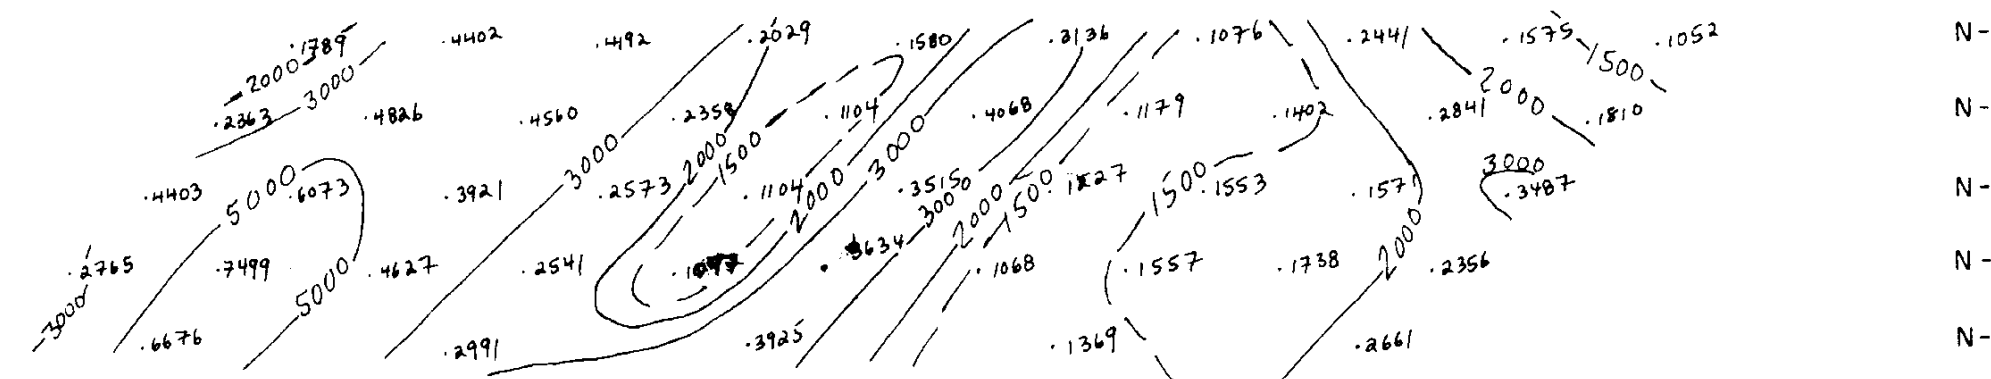 .1789 .4402 .4492 .2029 .1580 .3136 .1076 .2441 .1575 .1052 N-
2000 3000 1500 2000
.2363 .4826 .4560 .2358 .1104 .4068 .1179 .1402 .2841 .1810 N-
3000 2000 1500 3000 3000
.4403 5000 .6073 .3921 .2573 .1104 2000 .3515 1500 1500 .1553 .157 .3487 N-
3000 2000 2000
.2765 .7499 .4627 .2541 .1068 .1557 .1738 .2356 N-
3000 5000
.6676 .2991 .3925 .1369 .2661 N-